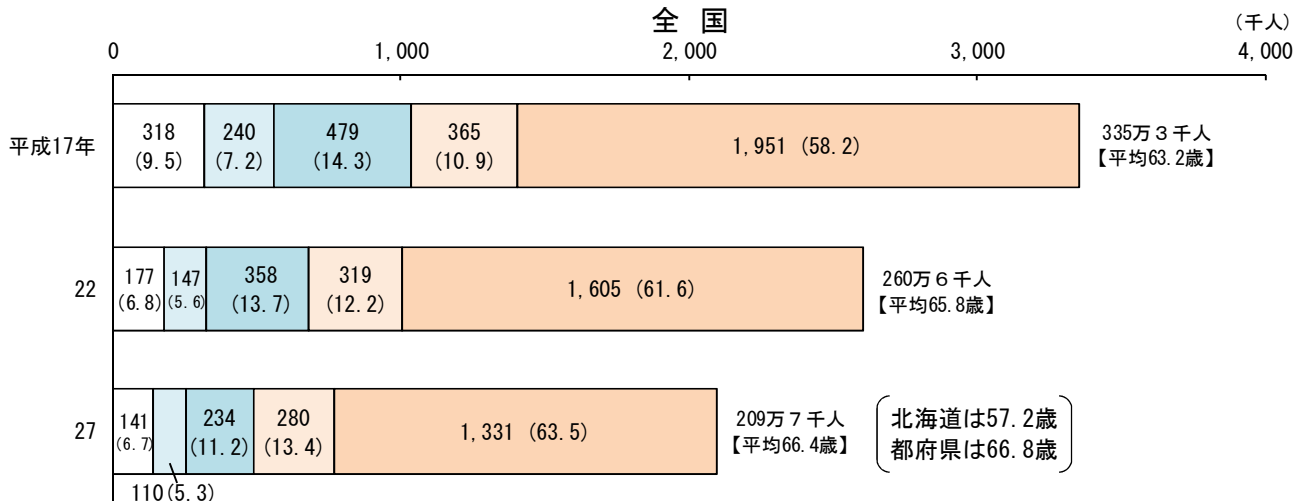 全 国
（千人）
0 1,000 2,000 3,000 4,000
平成17年
318 240 479 365 1,951 (58.2)
(9.5) (7.2) (14.3) (10.9)
335万3千人
【平均63.2歳】
22
177 147 358 319 1,605 (61.6)
(6.8) (5.6) (13.7) (12.2)
260万６千人
【平均65.8歳】
27
141 234 280 1,331 (63.5)
(6.7) (11.2) (13.4)
110(5.3)
209万７千人
【平均66.4歳】
北海道は57.2歳
都府県は66.8歳